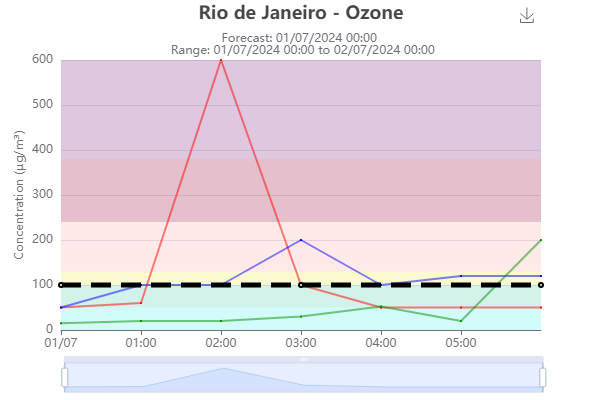 Rio de Janeiro - Ozone
Forecast: 01/07/2024 00:00
Range: 01/07/2024 00:00 to 02/07/2024 00:00
Concentration (µg/m³)
600
500
400
300
200
100
0
01/07 01:00 02:00 03:00 04:00 05:00